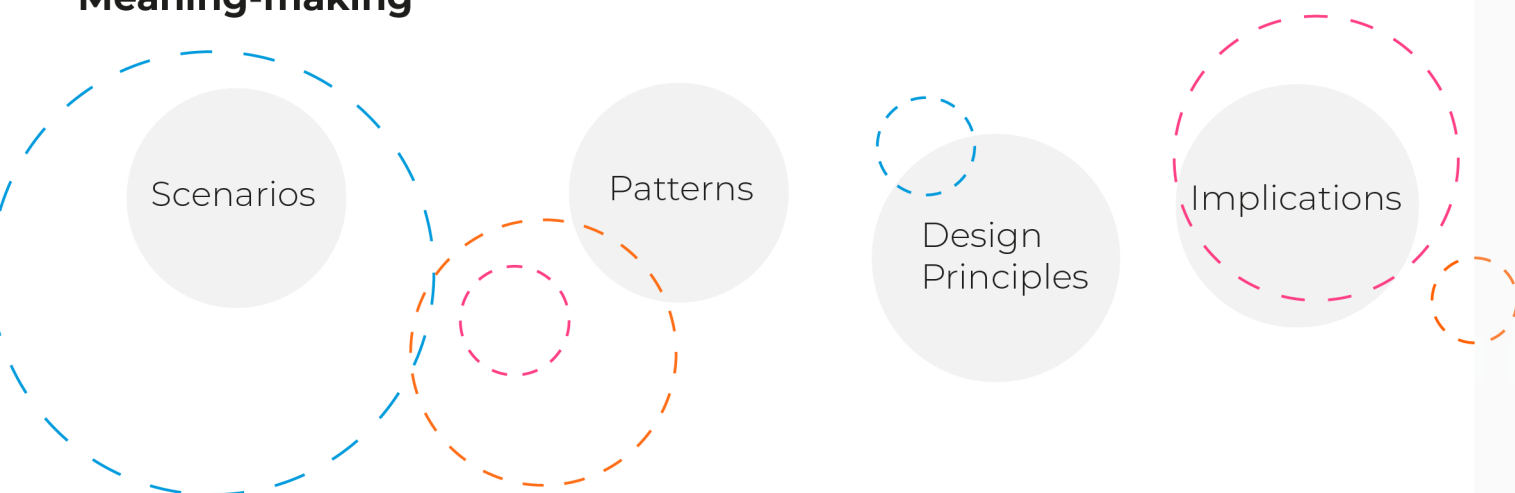 Meaning-making
Scenarios
Patterns
Design
Principles
Implications